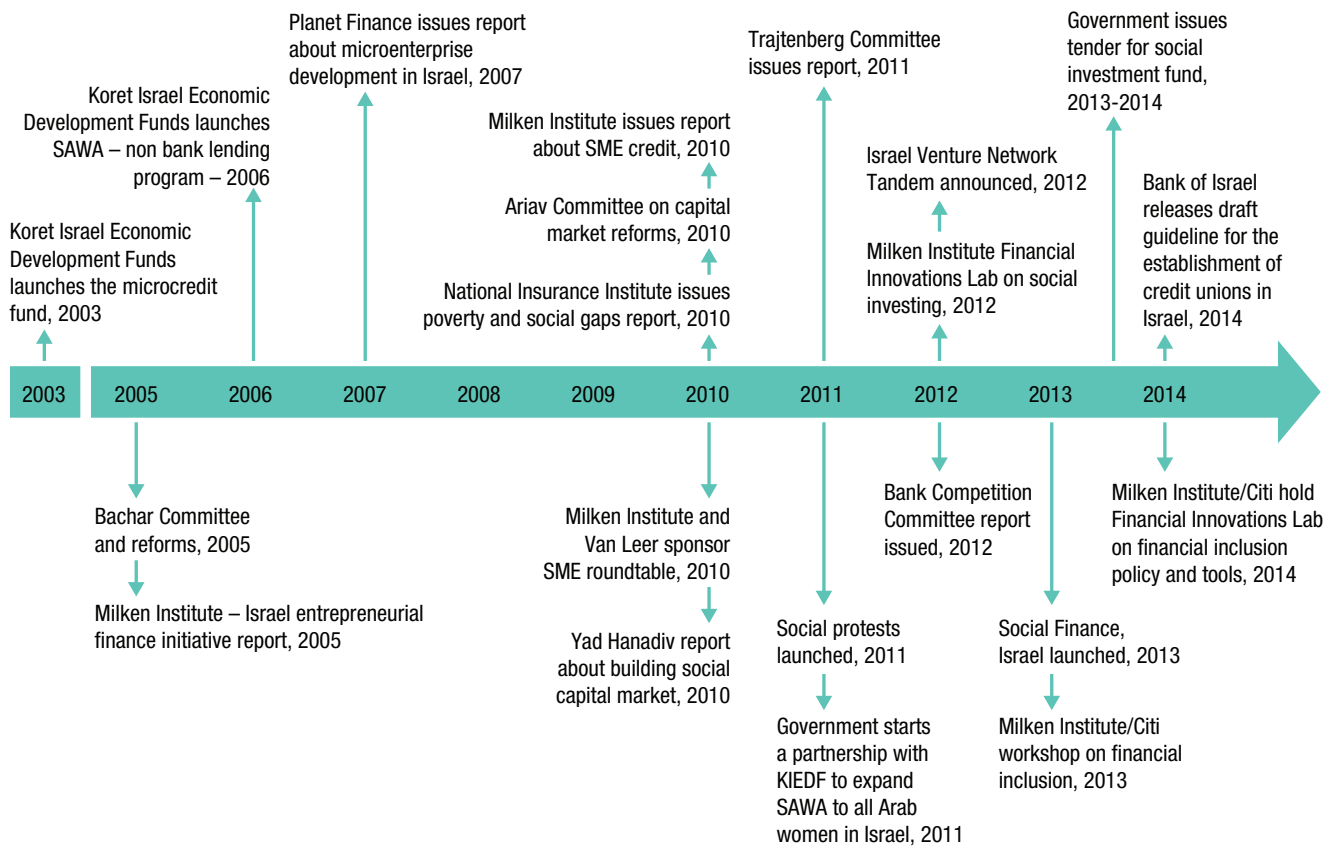 Planet Finance issues report
about microenterprise
development in Israel, 2007
Government issues
tender for social
investment fund,
2013-2014
Trajtenberg Committee
issues report, 2011
Koret Israel Economic
Development Funds launches
SAWA – non bank lending
program – 2006
Milken Institute issues report
about SME credit, 2010
Israel Venture Network
Tandem announced, 2012
Bank of Israel
releases draft
guideline for the
establishment of
credit unions in
Israel, 2014
Ariav Committee on capital
market reforms, 2010
Koret Israel Economic
Development Funds
launches the microcredit
fund, 2003
Milken Institute Financial
Innovations Lab on social
investing, 2012
National Insurance Institute issues
poverty and social gaps report, 2010
2003 2005 2006 2007 2008 2009 2010 2011 2012 2013 2014
Bachar Committee
and reforms, 2005
Milken Institute – Israel entrepreneurial
finance initiative report, 2005
Milken Institute and
Van Leer sponsor
SME roundtable, 2010
Yad Hanadiv report
about building social
capital market, 2010
Social protests
launched, 2011
Government starts
a partnership with
KIEDF to expand
SAWA to all Arab
women in Israel, 2011
Bank Competition
Committee report
issued, 2012
Social Finance,
Israel launched, 2013
Milken Institute/Citi
workshop on financial
inclusion, 2013
Milken Institute/Citi hold
Financial Innovations Lab
on financial inclusion
policy and tools, 2014